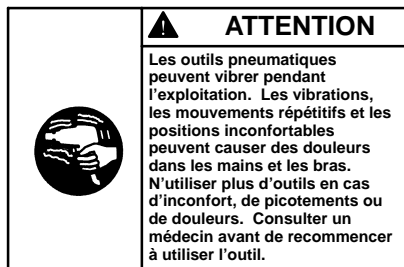 ATTENTION
Les outils pneumatiques
peuvent vibrer pendant
l'exploitation. Les vibrations,
les mouvements répétitifs et les
positions inconfortables
peuvent causer des douleurs
dans les mains et les bras.
N'utiliser plus d'outils en cas
d'inconfort, de picotements ou
de douleurs. Consulter un
médecin avant de recommencer
à utiliser l'outil.